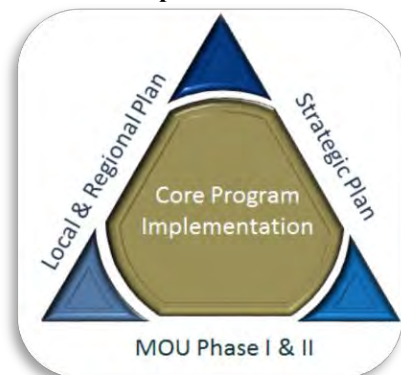 Local & Regional Plan
Strategic Plan
Core Program
Implementation
MOU Phase I & II